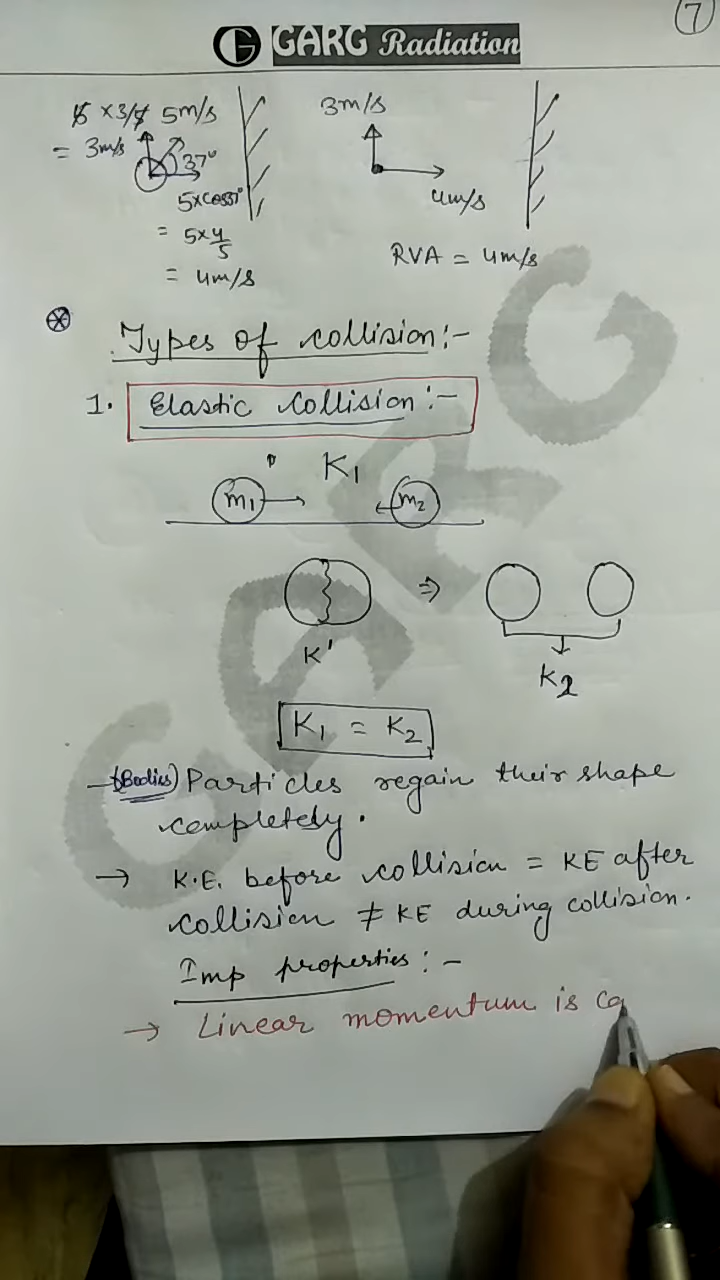 7
G GARG Radiation
5 × 3/5 5m/s
= 3m/s 37°
5×cos37°
= 5×4/5
= 4m/s
3m/s
4m/s
RVA = 4m/s
Types of collision:-
1. Elastic collision:-
K1
m1 m2
K' ⇒ K2
K1 = K2
→ (Bodies) Particles regain their shape
completely.
→ K.E. before collision = KE after
collision ≠ KE during collision.
Imp properties:-
→ Linear momentum is co
GARG